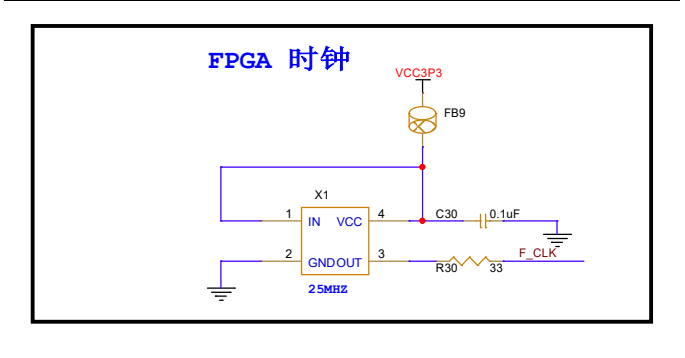 FPGA 时钟
VCC3P3
FB9
X1
1 IN VCC 4 C30 0.1uF
2 GND OUT 3 R30 33 F_CLK
25MHZ